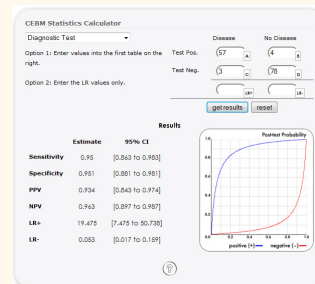 CEBM Statistics Calculator
Diagnostic Test
Disease No Disease
Option 1: Enter values into the first table on the right.
Test Pos. 57 A 4 B
Test Neg. 3 C 78 D
Option 2: Enter the LR values only.
LR+ LR-
get results reset
Results
Estimate 95% CI
Sensitivity 0.95 [0.863 to 0.983]
Specificity 0.951 [0.881 to 0.981]
PPV 0.934 [0.843 to 0.974]
NPV 0.963 [0.897 to 0.987]
LR+ 19.475 [7.475 to 50.738]
LR- 0.053 [0.017 to 0.159]
Posttest Probability
1.0
0.8
0.6
0.4
0.2
0.0
0.2 0.4 0.6 0.8 1.0
positive (+) negative (-)
?